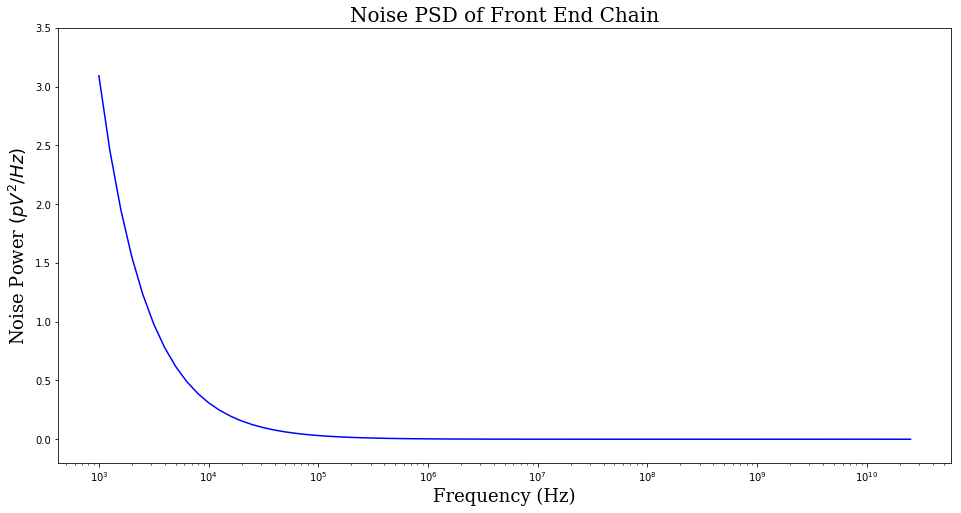 Noise PSD of Front End Chain
Noise Power (pV²/Hz)
3.5
3.0
2.5
2.0
1.5
1.0
0.5
0.0
10³ 10⁴ 10⁵ 10⁶ 10⁷ 10⁸ 10⁹ 10¹⁰
Frequency (Hz)